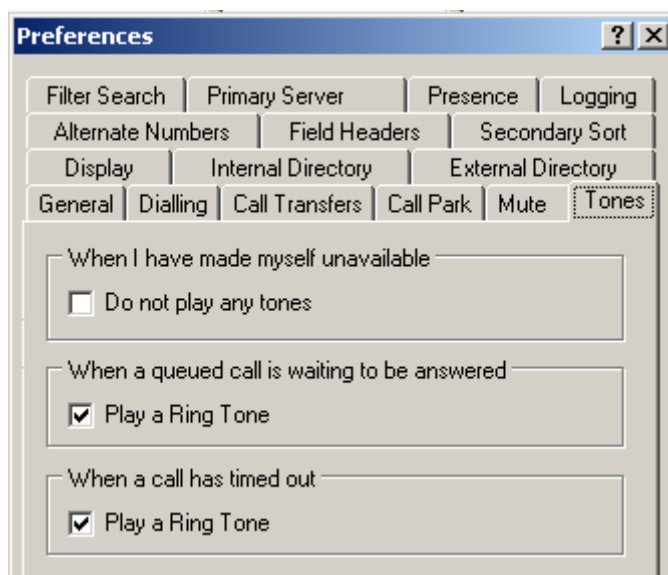 Preferences
Filter Search Primary Server Presence Logging
Alternate Numbers Field Headers Secondary Sort
Display Internal Directory External Directory
General Dialling Call Transfers Call Park Mute Tones
When I have made myself unavailable
Do not play any tones
When a queued call is waiting to be answered
Play a Ring Tone
When a call has timed out
Play a Ring Tone